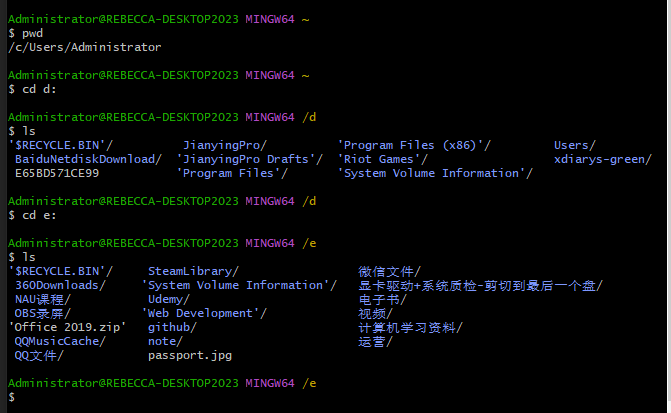 Administrator@REBECCA-DESKTOP2023 MINGW64 ~
$ pwd
/c/Users/Administrator
Administrator@REBECCA-DESKTOP2023 MINGW64 ~
$ cd d:
Administrator@REBECCA-DESKTOP2023 MINGW64 /d
$ ls
'$RECYCLE.BIN'/ JianyingPro/ 'Program Files (x86)'/ Users/
BaiduNetdiskDownload/ 'JianyingPro Drafts'/ 'Riot Games'/ xdiarys-green/
E65BD571CE99 'Program Files'/ 'System Volume Information'/
Administrator@REBECCA-DESKTOP2023 MINGW64 /d
$ cd e:
Administrator@REBECCA-DESKTOP2023 MINGW64 /e
$ ls
'$RECYCLE.BIN'/ SteamLibrary/ 微信文件/
360Downloads/ 'System Volume Information'/ 显卡驱动+系统质检-剪切到最后一个盘/
NAU课程/ Udemy/ 电子书/
OBS录屏/ 'Web Development'/ 视频/
'Office 2019.zip' github/ 计算机学习资料/
QQMusicCache/ note/ 运营/
QQ文件/ passport.jpg
Administrator@REBECCA-DESKTOP2023 MINGW64 /e
$